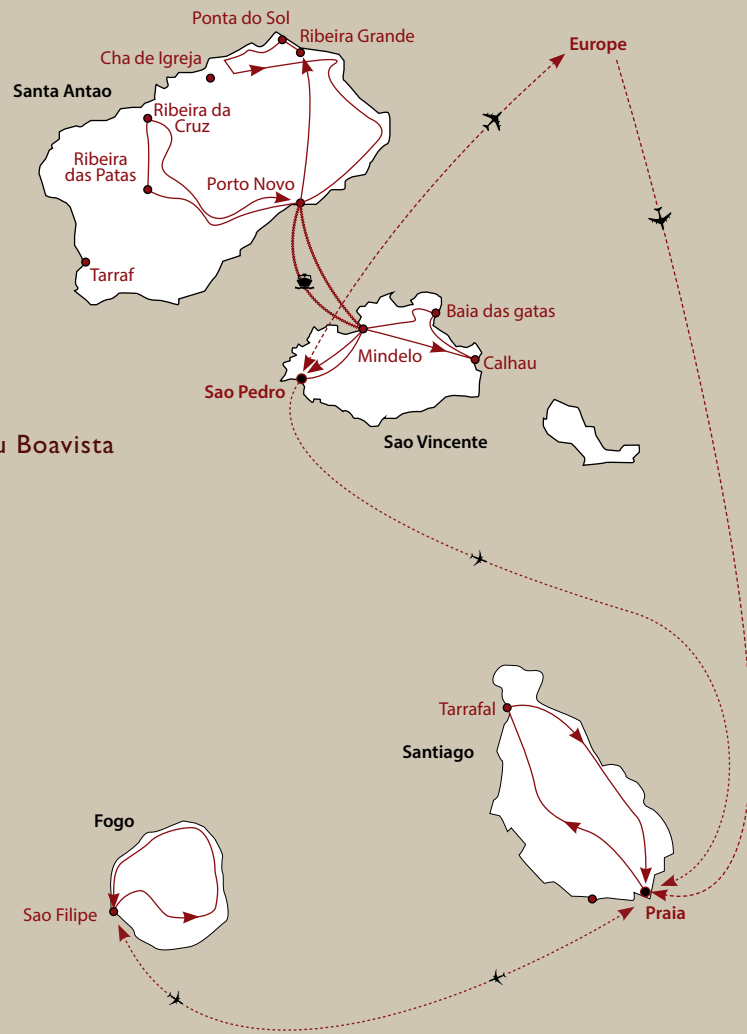 Ponta do Sol
Ribeira Grande
Europe
Cha de Igreja
Santa Antao
Ribeira da
Cruz
Ribeira
das Patas
Porto Novo
Tarraf
Baia das gatas
Mindelo
Calhau
Sao Pedro
Sao Vincente
u Boavista
Tarrafal
Santiago
Fogo
Sao Filipe
Praia